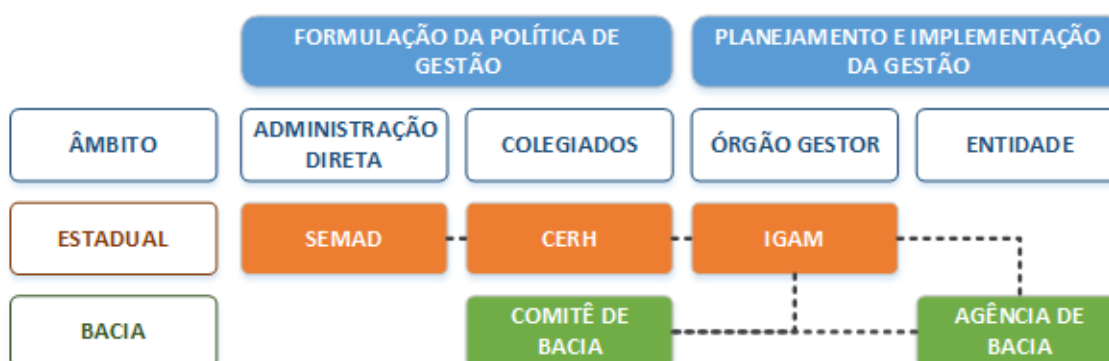 FORMULAÇÃO DA POLÍTICA DE
GESTÃO
PLANEJAMENTO E IMPLEMENTAÇÃO
DA GESTÃO
ÂMBITO
ADMINISTRAÇÃO
DIRETA
COLEGIADOS
ÓRGÃO GESTOR
ENTIDADE
ESTADUAL
SEMAD
CERH
IGAM
BACIA
COMITÊ DE
BACIA
AGÊNCIA DE
BACIA